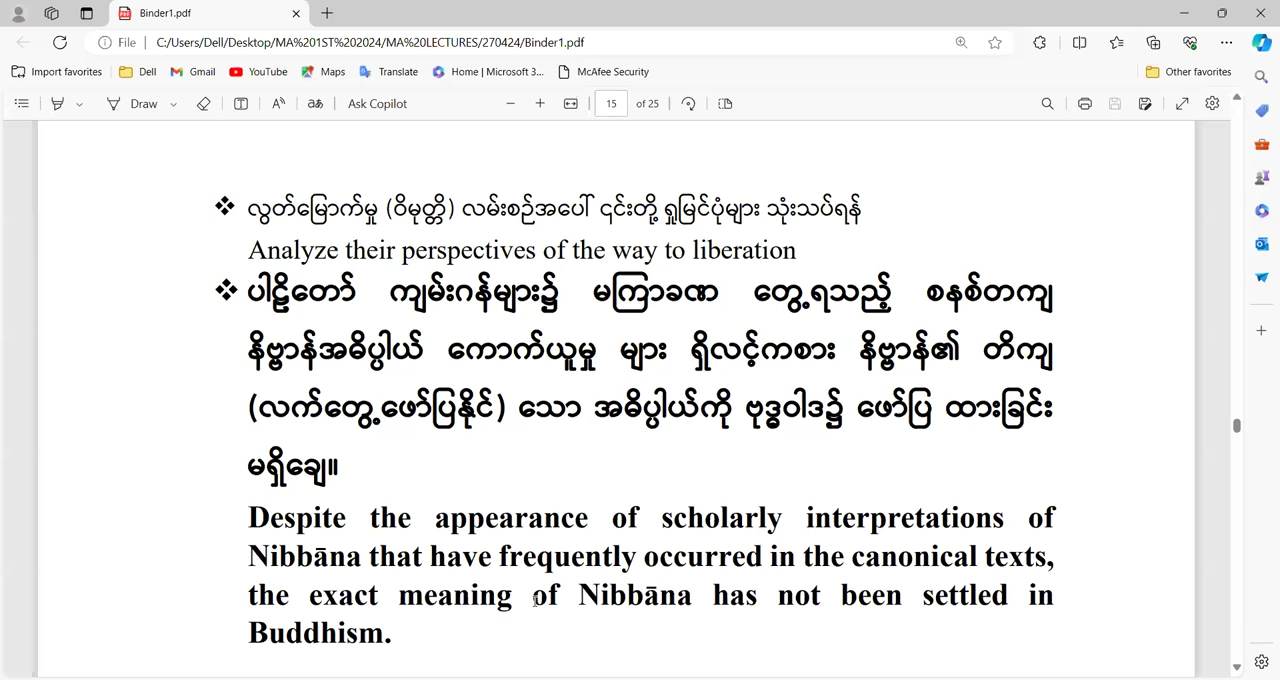 Binder1.pdf
File C:/Users/Dell/Desktop/MA%201ST%202024/MA%20LECTURES/270424/Binder1.pdf
Import favorites Dell Gmail YouTube Maps Translate Home | Microsoft 3... McAfee Security Other favorites
Draw Ask Copilot 15 of 25
❖ လွတ်မြောက်မှု (ဝိမုတ္တိ) လမ်းစဉ်အပေါ် ၎င်းတို့ ရှုမြင်ပုံများ သုံးသပ်ရန်
Analyze their perspectives of the way to liberation
❖ ပါဠိတော် ကျမ်းဂန်များ၌ မကြာခဏ တွေ့ရသည့် စနစ်တကျ
နိဗ္ဗာန်အဓိပ္ပါယ် ကောက်ယူမှု များ ရှိလင့်ကစား နိဗ္ဗာန်၏ တိကျ
(လက်တွေ့ဖော်ပြနိုင်) သော အဓိပ္ပါယ်ကို ဗုဒ္ဓဝါဒ၌ ဖော်ပြ ထားခြင်း
မရှိချေ။
Despite the appearance of scholarly interpretations of
Nibbāna that have frequently occurred in the canonical texts,
the exact meaning of Nibbāna has not been settled in
Buddhism.